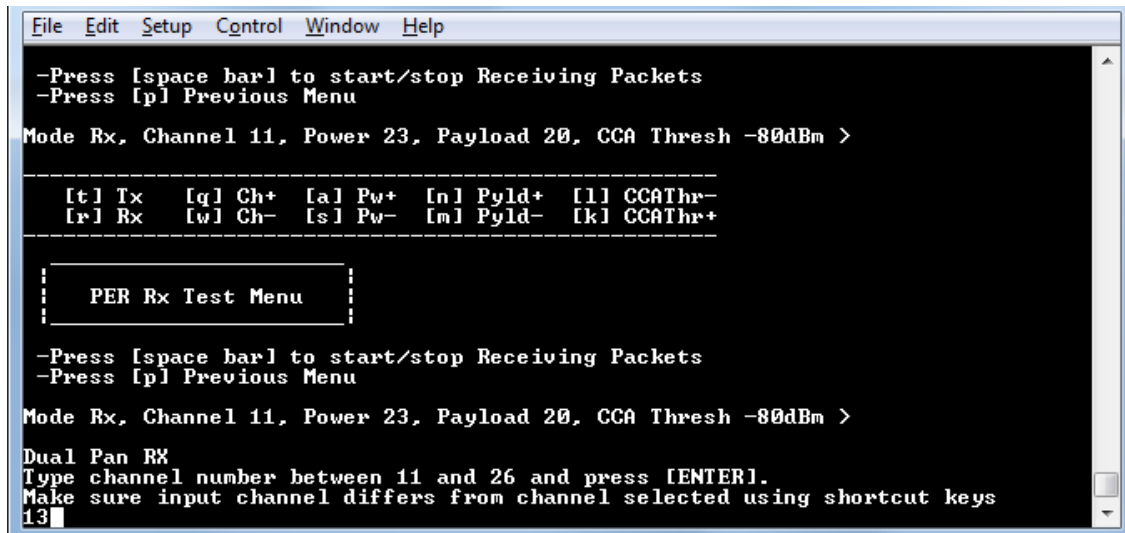 File Edit Setup Control Window Help
-Press [space bar] to start/stop Receiving Packets
-Press [p] Previous Menu
Mode Rx, Channel 11, Power 23, Payload 20, CCA Thresh -80dBm >
[t] Tx [q] Ch+ [a] Pw+ [n] Pyld+ [l] CCAThr-
[r] Rx [w] Ch- [s] Pw- [m] Pyld- [k] CCAThr+
PER Rx Test Menu
-Press [space bar] to start/stop Receiving Packets
-Press [p] Previous Menu
Mode Rx, Channel 11, Power 23, Payload 20, CCA Thresh -80dBm >
Dual Pan RX
Type channel number between 11 and 26 and press [ENTER].
Make sure input channel differs from channel selected using shortcut keys
13